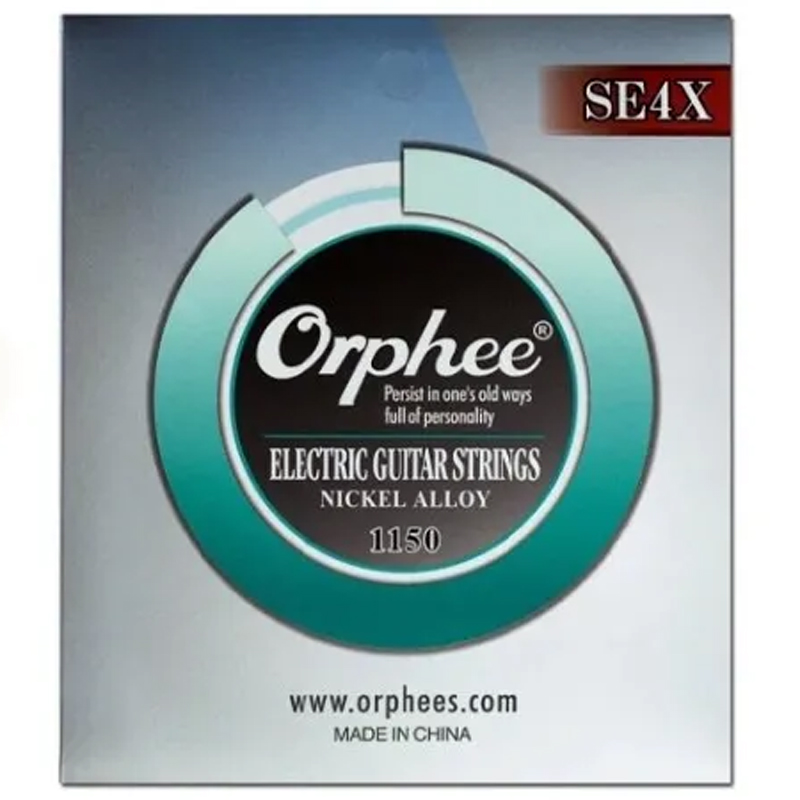 SE4X
Orphee®
Persist in one's old ways
full of personality
ELECTRIC GUITAR STRINGS
NICKEL ALLOY
1150
www.orphees.com
MADE IN CHINA